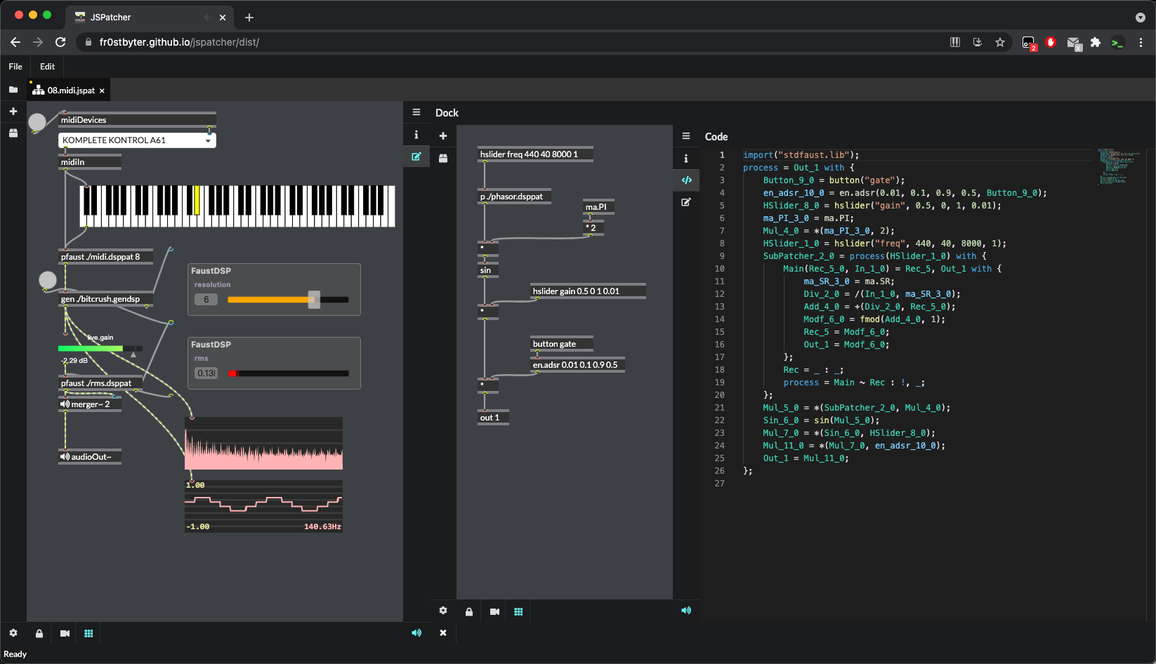 JSPatcher
fr0stbyter.github.io/jspatcher/dist/
2
File
Edit
08.midi.jspat
midiDevices
KOMPLETE KONTROL A61
midiIn
pfaust ./midi.dsppat 8
gen ./bitcrush.gendsp
FaustDSP
resolution
6
live.gain
-2.29 dB
FaustDSP
rms
0.13
pfaust ./rms.dsppat
merger~ 2
audioOut~
1.00
-1.00
140.63Hz
Dock
hslider freq 440 40 8000 1
p ./phasor.dsppat
ma.PI
* 2
*
sin
hslider gain 0.5 0 1 0.01
*
button gate
en.adsr 0.01 0.1 0.9 0.5
*
out 1
Code
1 import("stdfaust.lib");
2 process = Out_1 with {
3 Button_9_0 = button("gate");
4 en_adsr_10_0 = en.adsr(0.01, 0.1, 0.9, 0.5, Button_9_0);
5 HSlider_8_0 = hslider("gain", 0.5, 0, 1, 0.01);
6 ma_PI_3_0 = ma.PI;
7 Mul_4_0 = *(ma_PI_3_0, 2);
8 HSlider_1_0 = hslider("freq", 440, 40, 8000, 1);
9 SubPatcher_2_0 = process(HSlider_1_0) with {
10 Main(Rec_5_0, In_1_0) = Rec_5, Out_1 with {
11 ma_SR_3_0 = ma.SR;
12 Div_2_0 = /(In_1_0, ma_SR_3_0);
13 Add_4_0 = +(Div_2_0, Rec_5_0);
14 Modf_6_0 = fmod(Add_4_0, 1);
15 Rec_5 = Modf_6_0;
16 Out_1 = Modf_6_0;
17 };
18 Rec = _ : _;
19 process = Main ~ Rec : !, _;
20 };
21 Mul_5_0 = *(SubPatcher_2_0, Mul_4_0);
22 Sin_6_0 = sin(Mul_5_0);
23 Mul_7_0 = *(Sin_6_0, HSlider_8_0);
24 Mul_11_0 = *(Mul_7_0, en_adsr_10_0);
25 Out_1 = Mul_11_0;
26 };
27
Ready